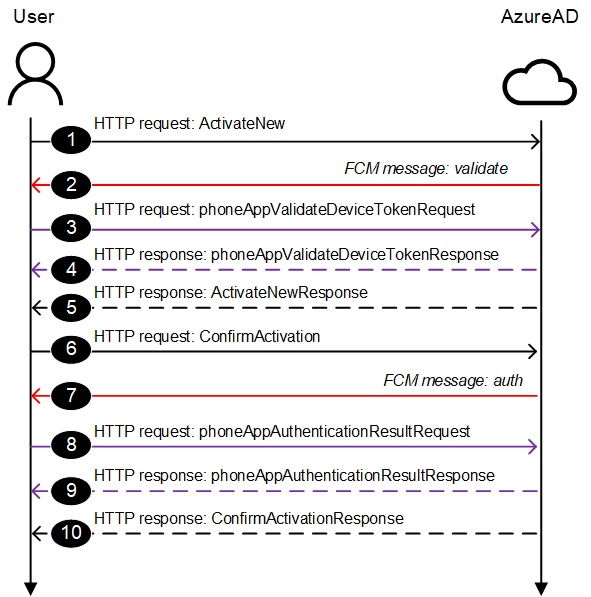 User
AzureAD
HTTP request: ActivateNew
1
FCM message: validate
2
HTTP request: phoneAppValidateDeviceTokenRequest
3
HTTP response: phoneAppValidateDeviceTokenResponse
4
HTTP response: ActivateNewResponse
5
HTTP request: ConfirmActivation
6
FCM message: auth
7
HTTP request: phoneAppAuthenticationResultRequest
8
HTTP response: phoneAppAuthenticationResultResponse
9
HTTP response: ConfirmActivationResponse
10